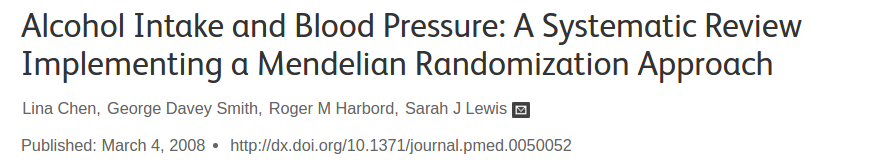 Alcohol Intake and Blood Pressure: A Systematic Review
Implementing a Mendelian Randomization Approach
Lina Chen, George Davey Smith, Roger M Harbord, Sarah J Lewis
Published: March 4, 2008 • http://dx.doi.org/10.1371/journal.pmed.0050052